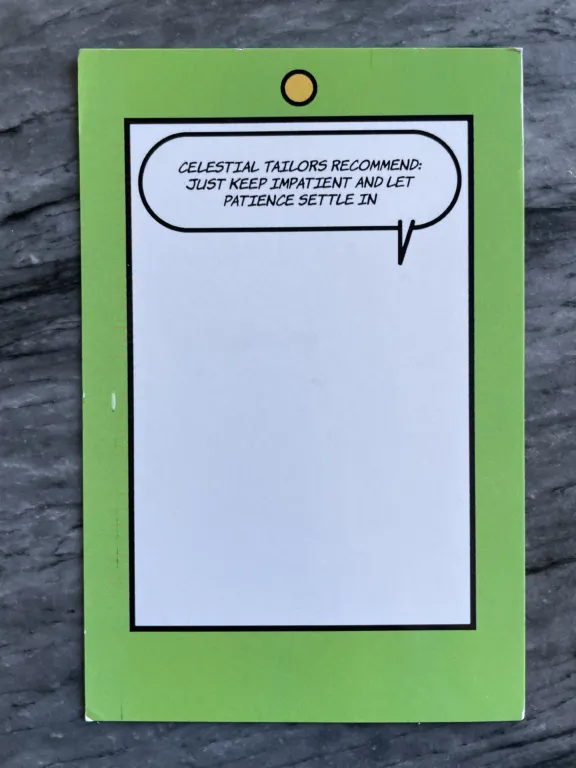 CELESTIAL TAILORS RECOMMEND:
JUST KEEP IMPATIENT AND LET
PATIENCE SETTLE IN